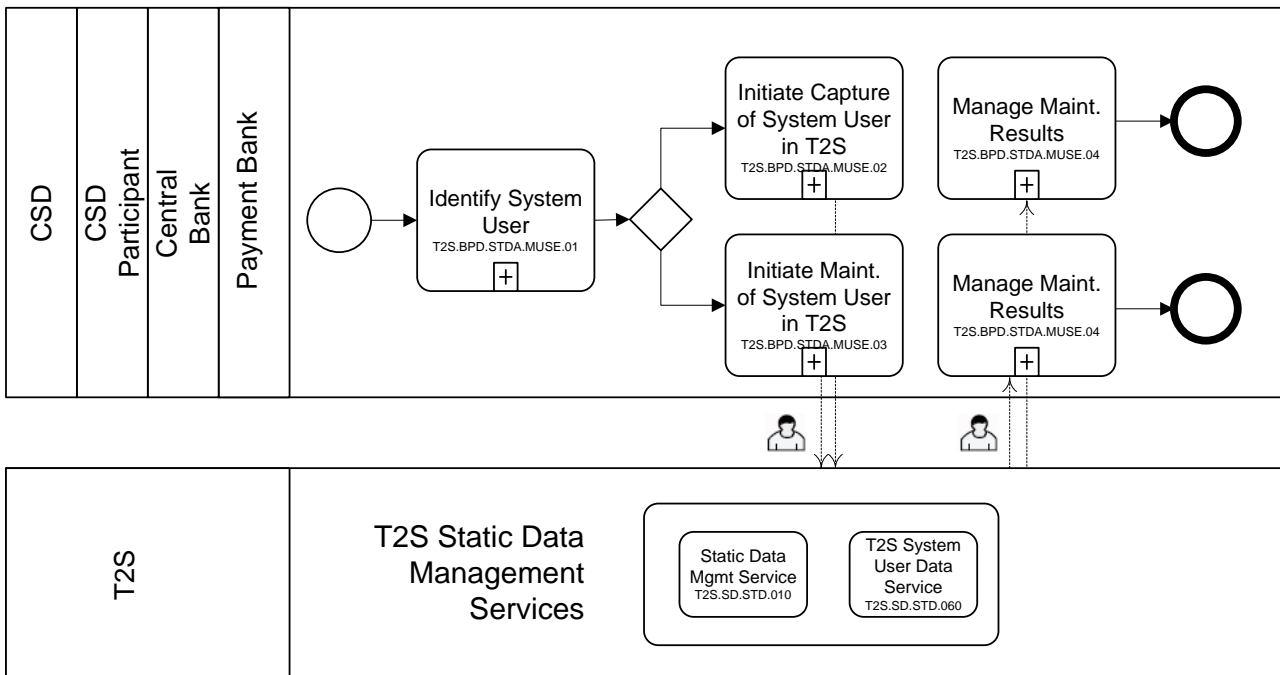 CSD
CSD
Participant
Central
Bank
Payment Bank
Identify System
User
T2S.BPD.STDA.MUSE.01
+
Initiate Capture
of System User
in T2S
T2S.BPD.STDA.MUSE.02
+
Manage Maint.
Results
T2S.BPD.STDA.MUSE.04
+
Initiate Maint.
of System User
in T2S
T2S.BPD.STDA.MUSE.03
+
Manage Maint.
Results
T2S.BPD.STDA.MUSE.04
+
T2S
T2S Static Data
Management
Services
Static Data
Mgmt Service
T2S.SD.STD.010
T2S System
User Data
Service
T2S.SD.STD.060